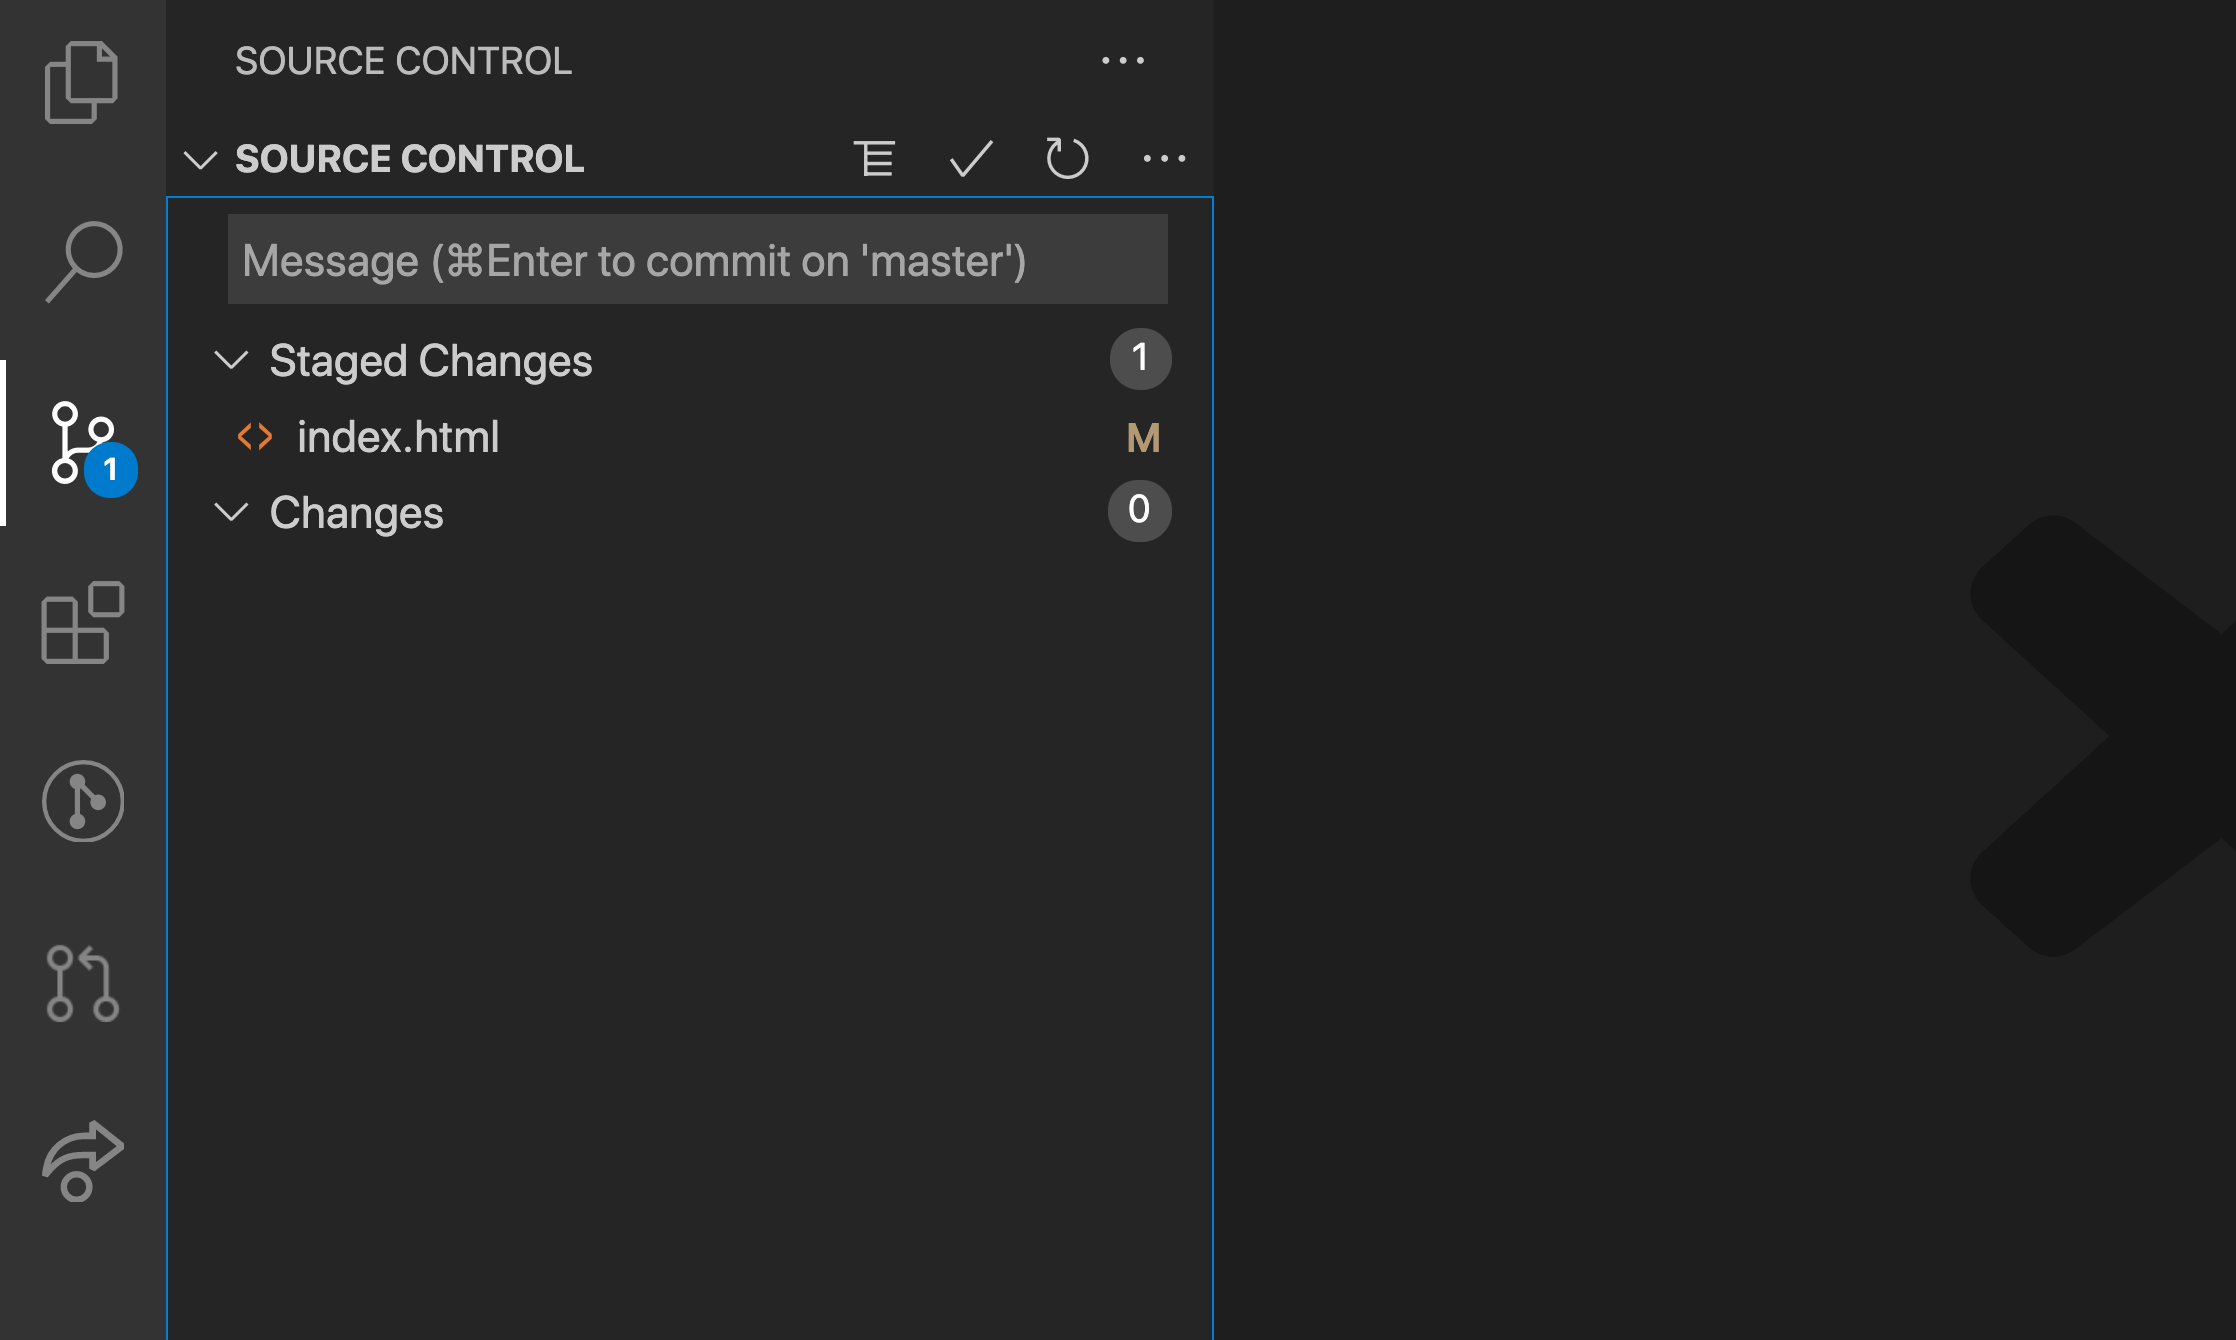 SOURCE CONTROL
SOURCE CONTROL
Message (⌘Enter to commit on 'master')
Staged Changes 1
index.html M
1
Changes 0